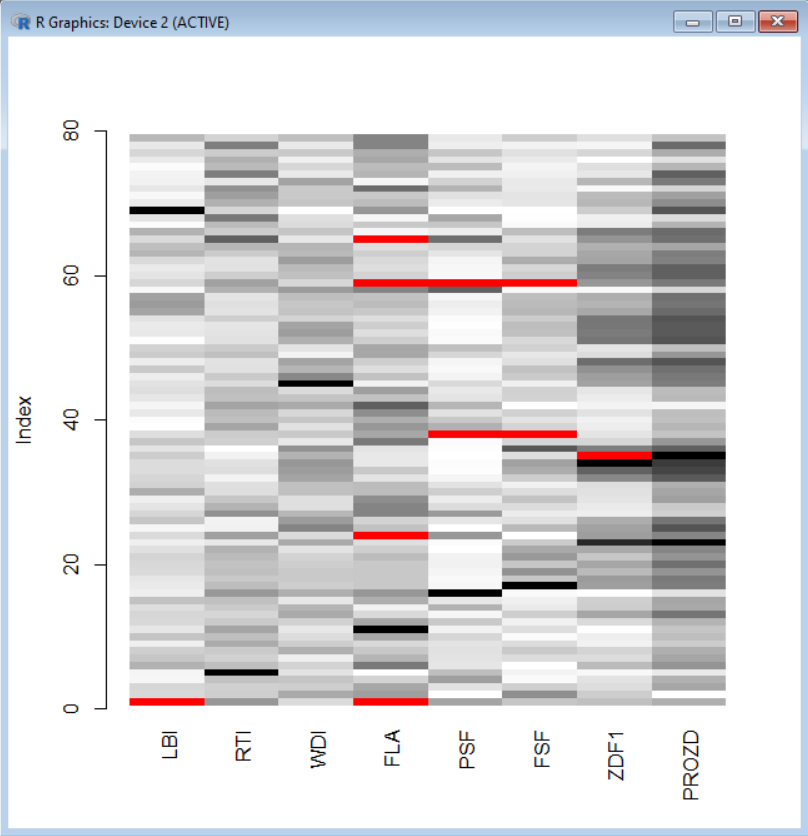 R Graphics: Device 2 (ACTIVE)
80
60
40
20
0
Index
LBI
RTI
WDI
FLA
PSF
FSF
ZDF1
PROZD